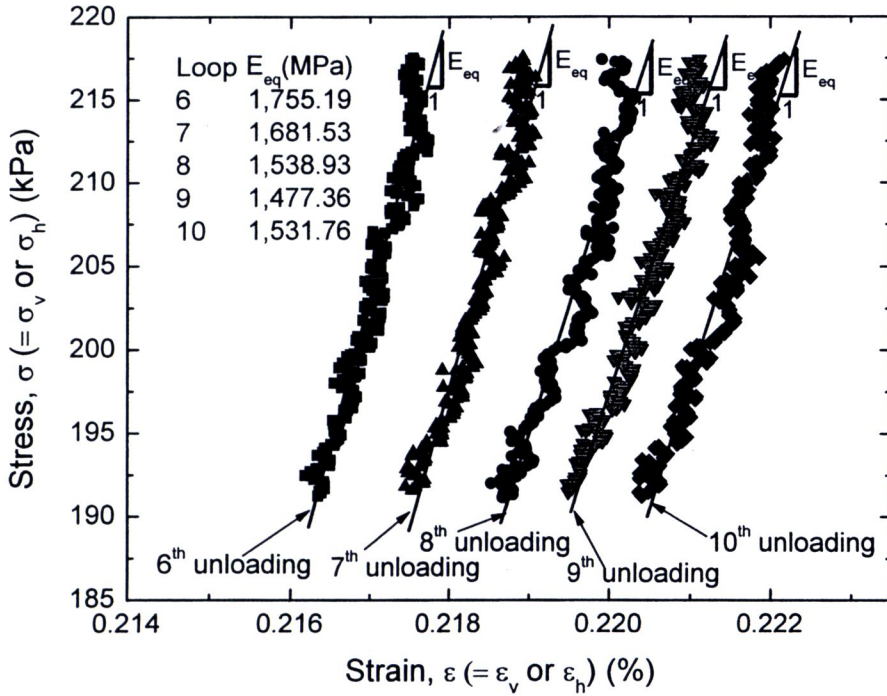 220
215
210
205
200
195
190
185
Stress, σ (= σv or σh) (kPa)
Loop Eeq(MPa)
6 1,755.19
7 1,681.53
8 1,538.93
9 1,477.36
10 1,531.76
Eeq
1
Eeq
1
Eeq
1
Eeq
1
Eeq
1
6th unloading
7th unloading
8th unloading
9th unloading
10th unloading
0.214 0.216 0.218 0.220 0.222
Strain, ε (= εv or εh) (%)